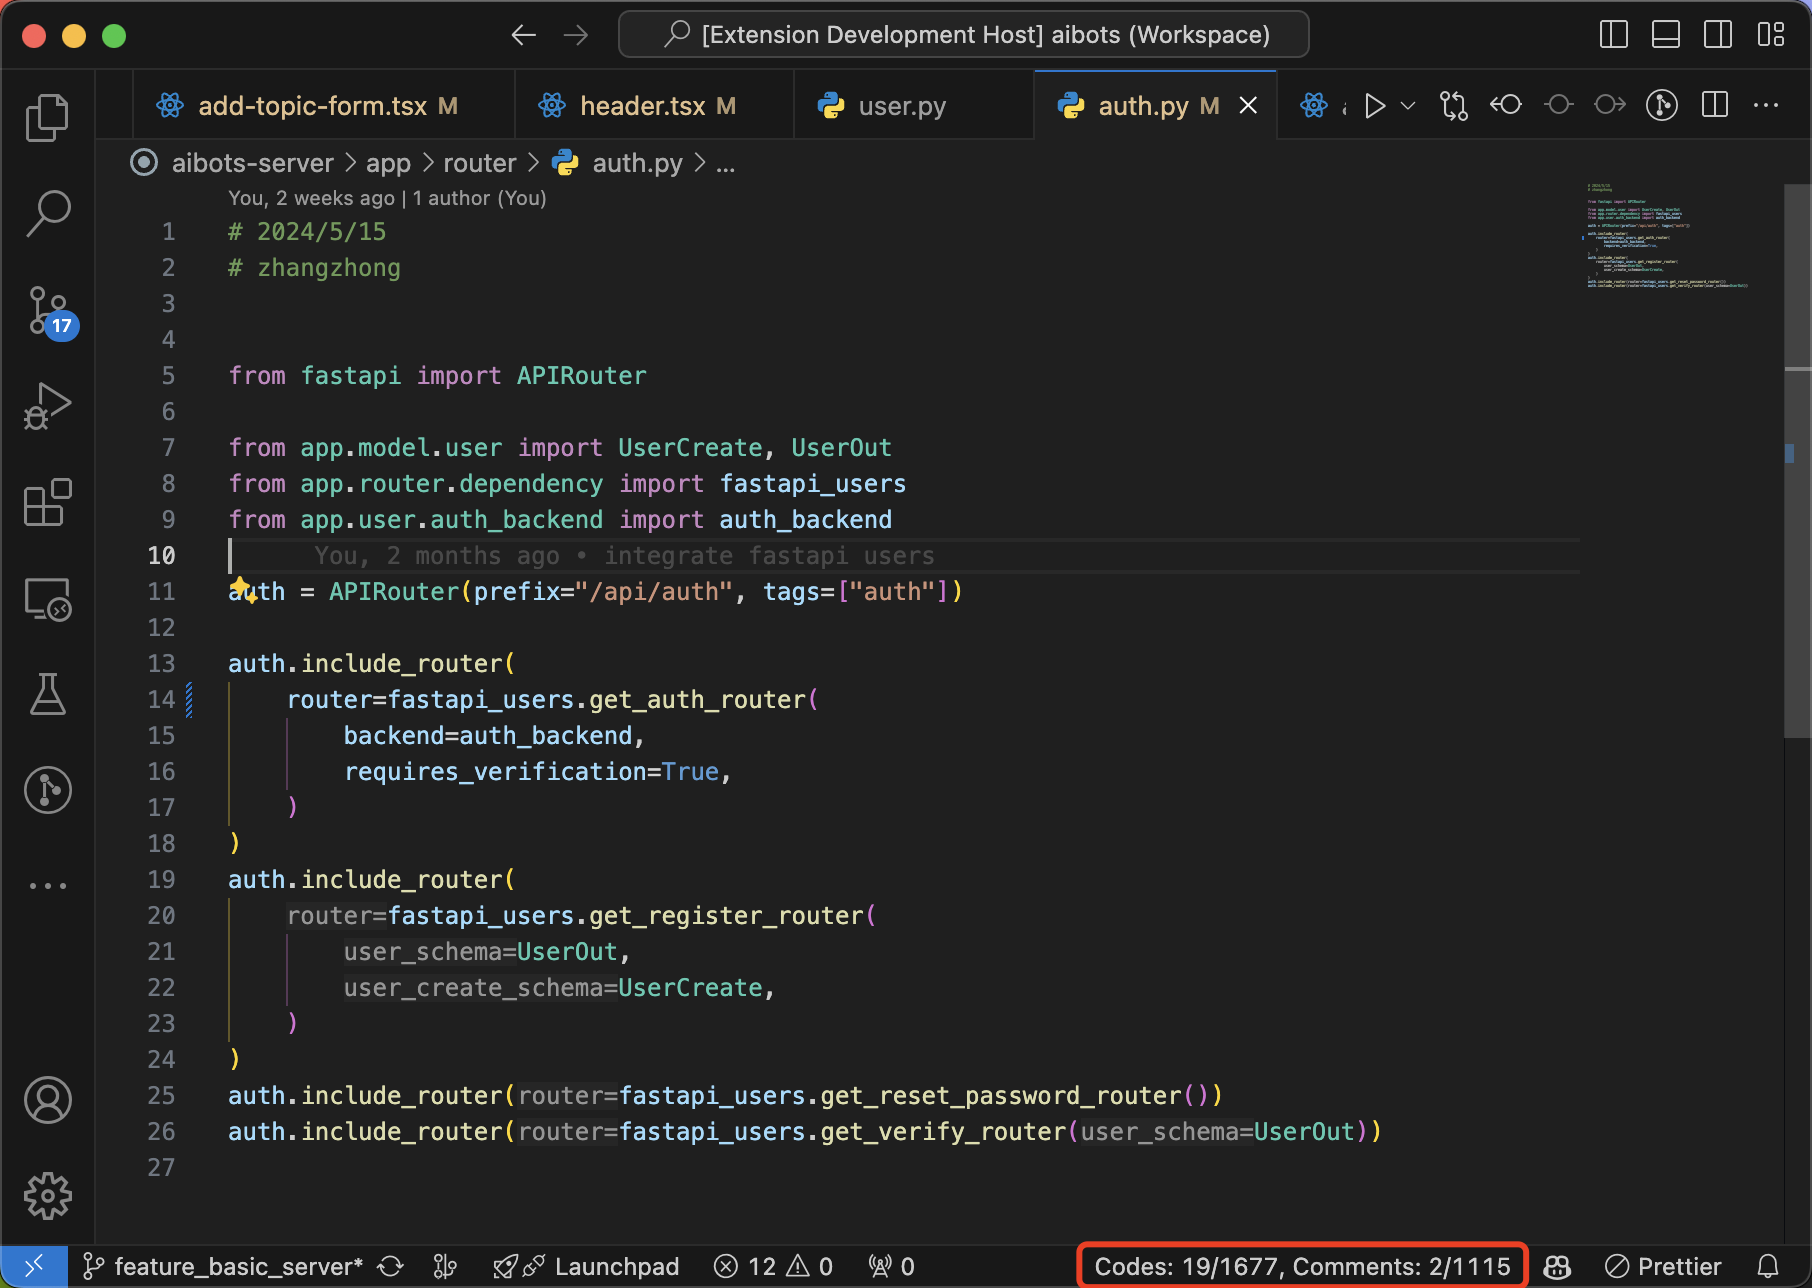 [Extension Development Host] aibots (Workspace)
add-topic-form.tsx M
header.tsx M
user.py
auth.py M
aibots-server > app > router > auth.py > ...
You, 2 weeks ago | 1 author (You)
1 # 2024/5/15
2 # zhangzhong
3
4
5 from fastapi import APIRouter
6
7 from app.model.user import UserCreate, UserOut
8 from app.router.dependency import fastapi_users
9 from app.user.auth_backend import auth_backend
10 You, 2 months ago • integrate fastapi users
11 auth = APIRouter(prefix="/api/auth", tags=["auth"])
12
13 auth.include_router(
14 router=fastapi_users.get_auth_router(
15 backend=auth_backend,
16 requires_verification=True,
17 )
18 )
19 auth.include_router(
20 router=fastapi_users.get_register_router(
21 user_schema=UserOut,
22 user_create_schema=UserCreate,
23 )
24 )
25 auth.include_router(router=fastapi_users.get_reset_password_router())
26 auth.include_router(router=fastapi_users.get_verify_router(user_schema=UserOut))
27
17
feature_basic_server* Launchpad 12 0 0 Codes: 19/1677, Comments: 2/1115 Prettier